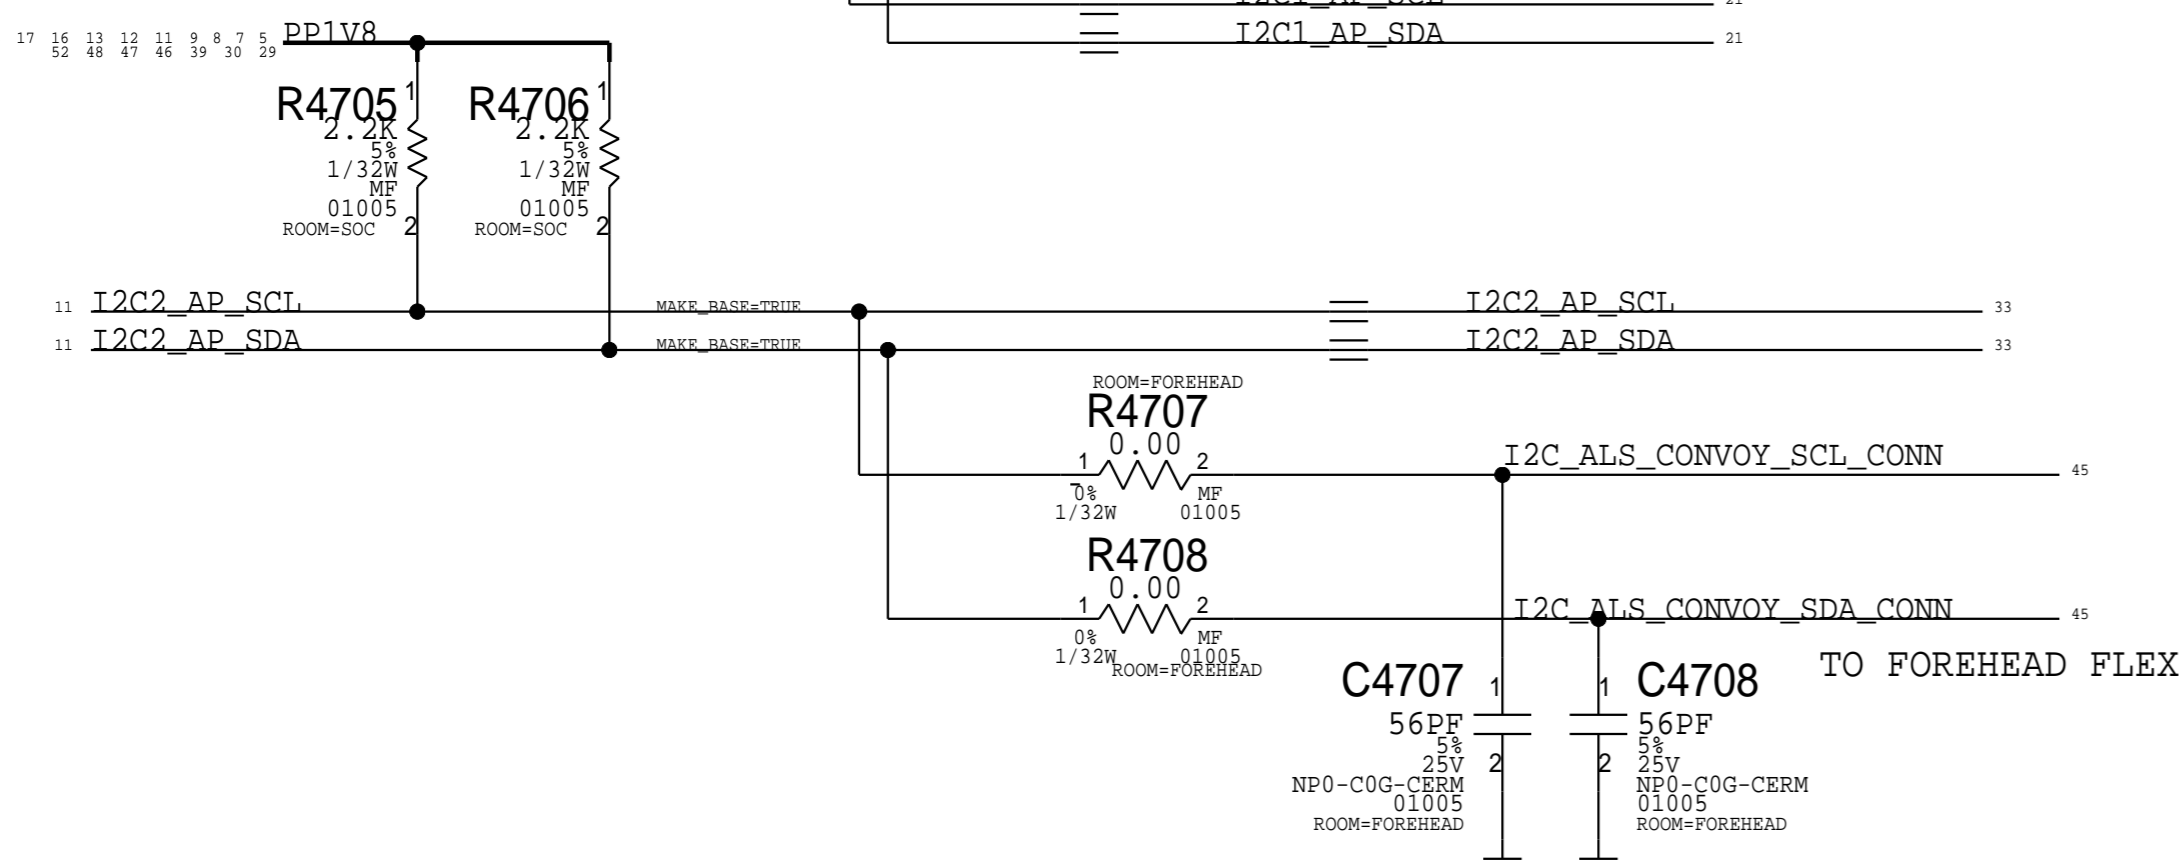 I2C1_AP_SCL 21
I2C1_AP_SDA 21
17 16 13 12 11 9 8 7 5 PP1V8
52 48 47 46 39 30 29
R4705 1
2.2K
5%
1/32W
MF
01005
ROOM=SOC 2
R4706 1
2.2K
5%
1/32W
MF
01005
ROOM=SOC 2
11 I2C2_AP_SCL MAKE_BASE=TRUE I2C2_AP_SCL 33
11 I2C2_AP_SDA MAKE_BASE=TRUE I2C2_AP_SDA 33
ROOM=FOREHEAD
R4707
0.00
1 2
0% MF
1/32W 01005
I2C_ALS_CONVOY_SCL_CONN 45
R4708
0.00
1 2
0% MF
1/32W 01005
ROOM=FOREHEAD
I2C_ALS_CONVOY_SDA_CONN 45
TO FOREHEAD FLEX
C4707 1
56PF
5%
25V 2
NP0-C0G-CERM
01005
ROOM=FOREHEAD
1 C4708
56PF
5%
2 25V
NP0-C0G-CERM
01005
ROOM=FOREHEAD